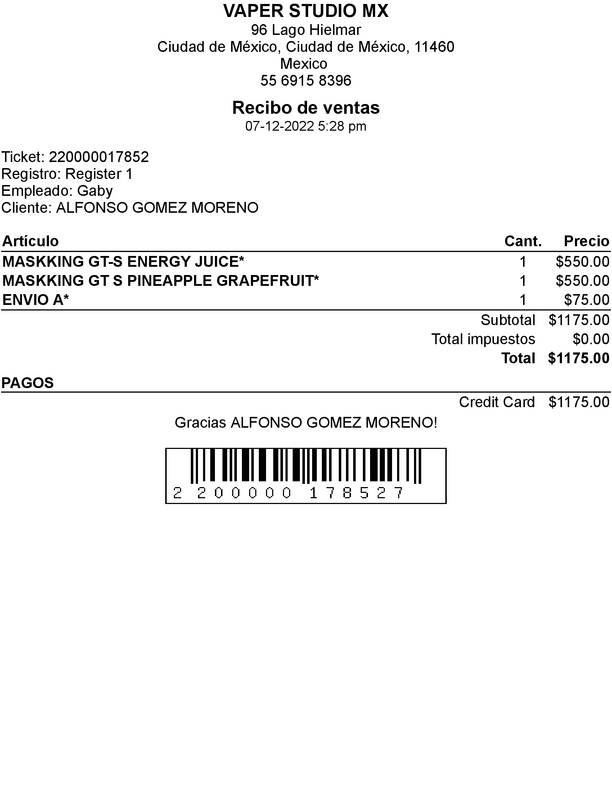 VAPER STUDIO MX
96 Lago Hielmar
Ciudad de México, Ciudad de México, 11460
Mexico
55 6915 8396
Recibo de ventas
07-12-2022 5:28 pm
Ticket: 220000017852
Registro: Register 1
Empleado: Gaby
Cliente: ALFONSO GOMEZ MORENO
Artículo Cant. Precio
MASKKING GT-S ENERGY JUICE* 1 $550.00
MASKKING GT S PINEAPPLE GRAPEFRUIT* 1 $550.00
ENVIO A* 1 $75.00
Subtotal $1175.00
Total impuestos $0.00
Total $1175.00
PAGOS
Credit Card $1175.00
Gracias ALFONSO GOMEZ MORENO!
2 200000 178527